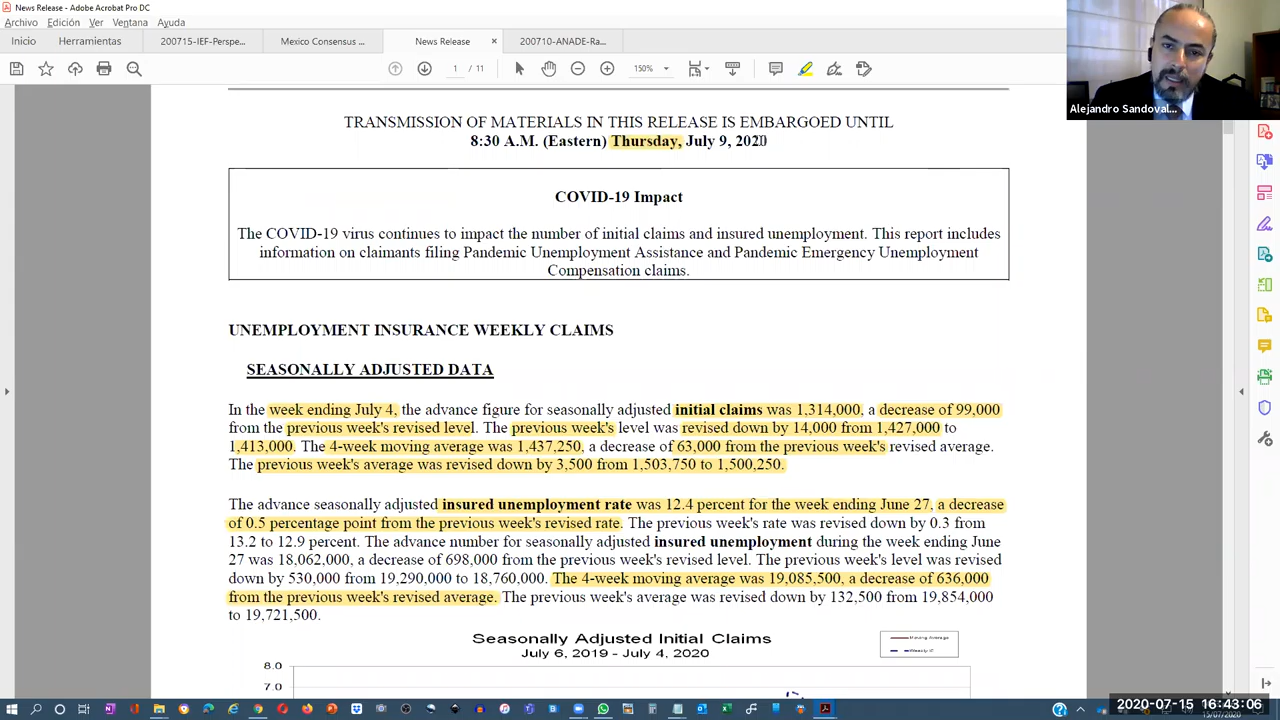 News Release - Adobe Acrobat Pro DC
Archivo Edición Ver Ventana Ayuda
Inicio Herramientas 200715-IEF-Perspe... Mexico Consensus ... News Release × 200710-ANADE-Ra...
1 / 11 150%
Alejandro Sandoval...
TRANSMISSION OF MATERIALS IN THIS RELEASE IS EMBARGOED UNTIL
8:30 A.M. (Eastern) Thursday, July 9, 2020
COVID-19 Impact
The COVID-19 virus continues to impact the number of initial claims and insured unemployment. This report includes
information on claimants filing Pandemic Unemployment Assistance and Pandemic Emergency Unemployment
Compensation claims.
UNEMPLOYMENT INSURANCE WEEKLY CLAIMS
SEASONALLY ADJUSTED DATA
In the week ending July 4, the advance figure for seasonally adjusted initial claims was 1,314,000, a decrease of 99,000
from the previous week's revised level. The previous week's level was revised down by 14,000 from 1,427,000 to
1,413,000. The 4-week moving average was 1,437,250, a decrease of 63,000 from the previous week's revised average.
The previous week's average was revised down by 3,500 from 1,503,750 to 1,500,250.
The advance seasonally adjusted insured unemployment rate was 12.4 percent for the week ending June 27, a decrease
of 0.5 percentage point from the previous week's revised rate. The previous week's rate was revised down by 0.3 from
13.2 to 12.9 percent. The advance number for seasonally adjusted insured unemployment during the week ending June
27 was 18,062,000, a decrease of 698,000 from the previous week's revised level. The previous week's level was revised
down by 530,000 from 19,290,000 to 18,760,000. The 4-week moving average was 19,085,500, a decrease of 636,000
from the previous week's revised average. The previous week's average was revised down by 132,500 from 19,854,000
to 19,721,500.
Seasonally Adjusted Initial Claims
July 6, 2019 - July 4, 2020
Moving Average
8.0
7.0
2020-07-15 16:43:06
15/07/2020